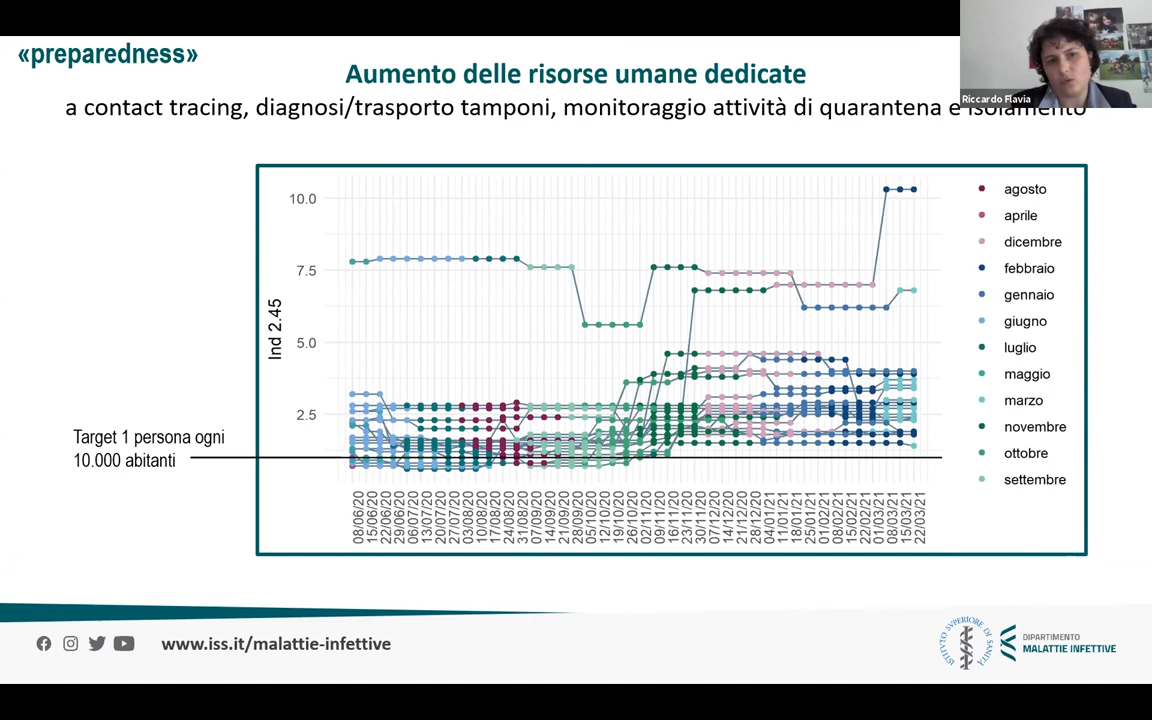 «preparedness»
Aumento delle risorse umane dedicate
a contact tracing, diagnosi/trasporto tamponi, monitoraggio attività di quarantena e isolamento
Riccardo Flavia
10.0
7.5
5.0
2.5
Ind 2.45
Target 1 persona ogni
10.000 abitanti
08/06/20
15/06/20
22/06/20
29/06/20
06/07/20
13/07/20
20/07/20
27/07/20
03/08/20
10/08/20
17/08/20
24/08/20
31/08/20
07/09/20
14/09/20
21/09/20
28/09/20
05/10/20
12/10/20
19/10/20
26/10/20
02/11/20
09/11/20
16/11/20
23/11/20
30/11/20
07/12/20
14/12/20
21/12/20
28/12/20
04/01/21
11/01/21
18/01/21
25/01/21
01/02/21
08/02/21
15/02/21
22/02/21
01/03/21
08/03/21
15/03/21
22/03/21
agosto
aprile
dicembre
febbraio
gennaio
giugno
luglio
maggio
marzo
novembre
ottobre
settembre
www.iss.it/malattie-infettive
ISTITVTO SVPERIORE DI SANITÀ
DIPARTIMENTO
MALATTIE INFETTIVE